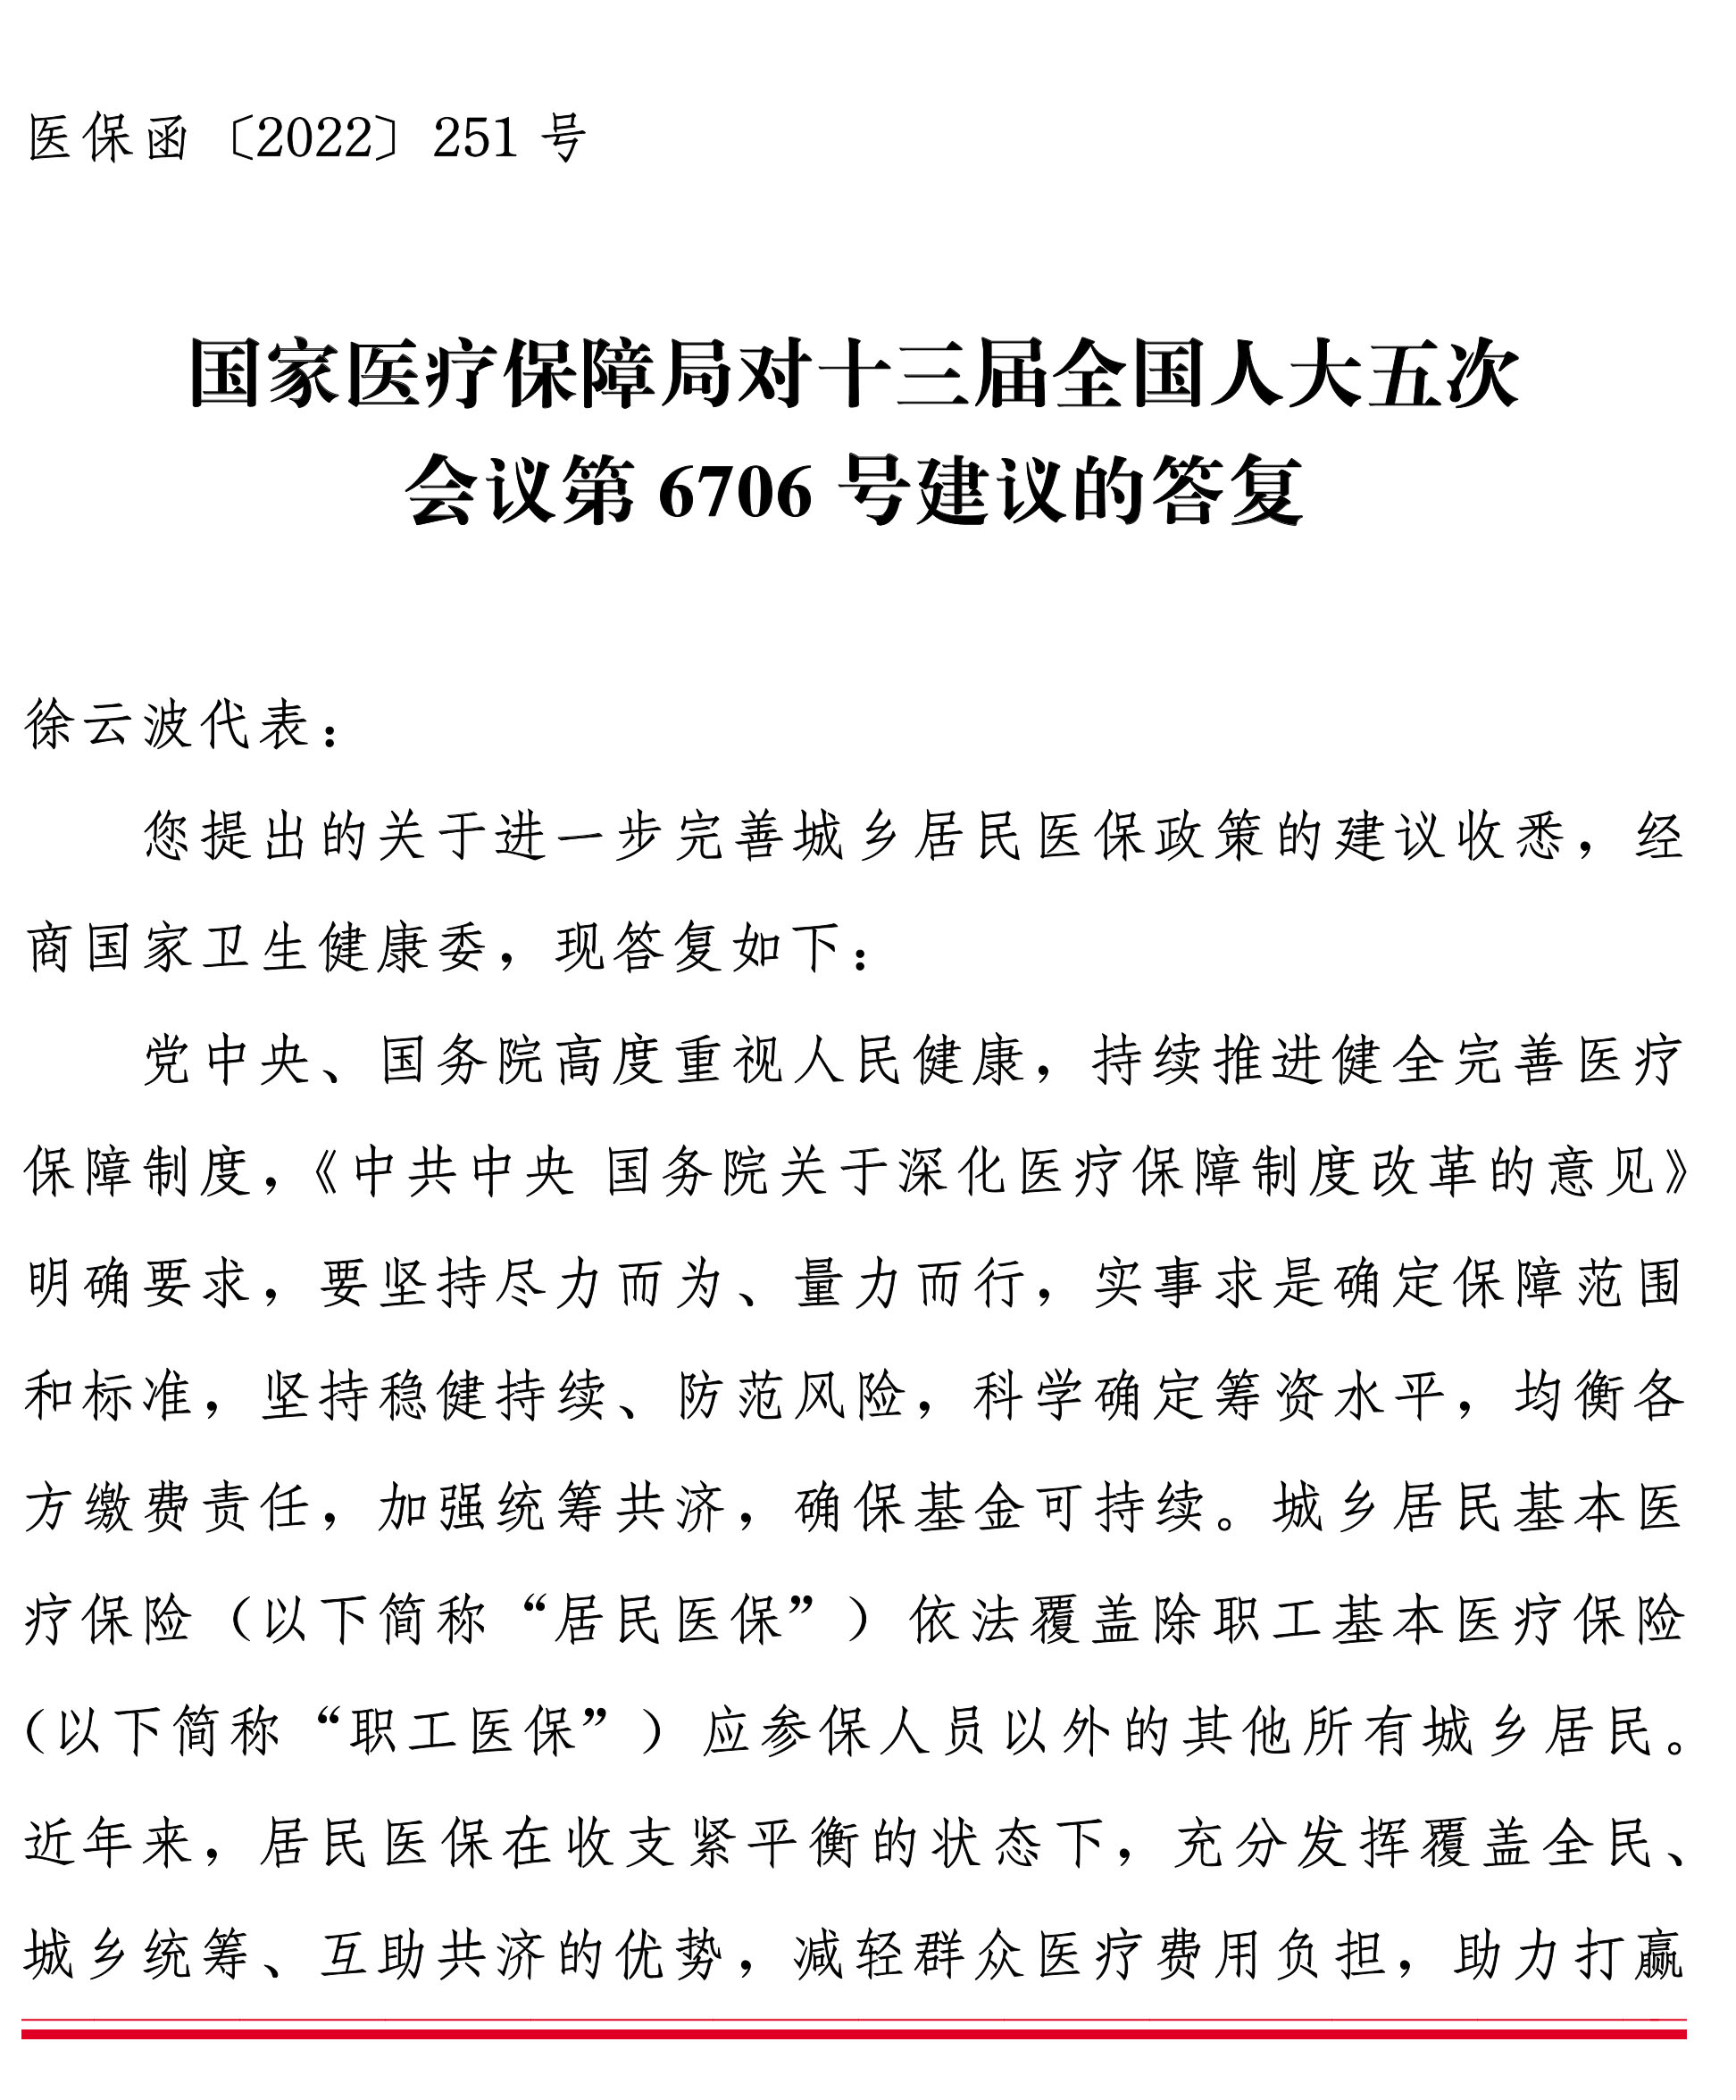 医保函〔2022〕251 号
国家医疗保障局对十三届全国人大五次
会议第 6706 号建议的答复
徐云波代表：
您提出的关于进一步完善城乡居民医保政策的建议收悉，经
商国家卫生健康委，现答复如下：
党中央、国务院高度重视人民健康，持续推进健全完善医疗
保障制度，《中共中央 国务院关于深化医疗保障制度改革的意见》
明确要求，要坚持尽力而为、量力而行，实事求是确定保障范围
和标准，坚持稳健持续、防范风险，科学确定筹资水平，均衡各
方缴费责任，加强统筹共济，确保基金可持续。城乡居民基本医
疗保险（以下简称“居民医保”）依法覆盖除职工基本医疗保险
（以下简称“职工医保”）应参保人员以外的其他所有城乡居民。
近年来，居民医保在收支紧平衡的状态下，充分发挥覆盖全民、
城乡统筹、互助共济的优势，减轻群众医疗费用负担，助力打赢